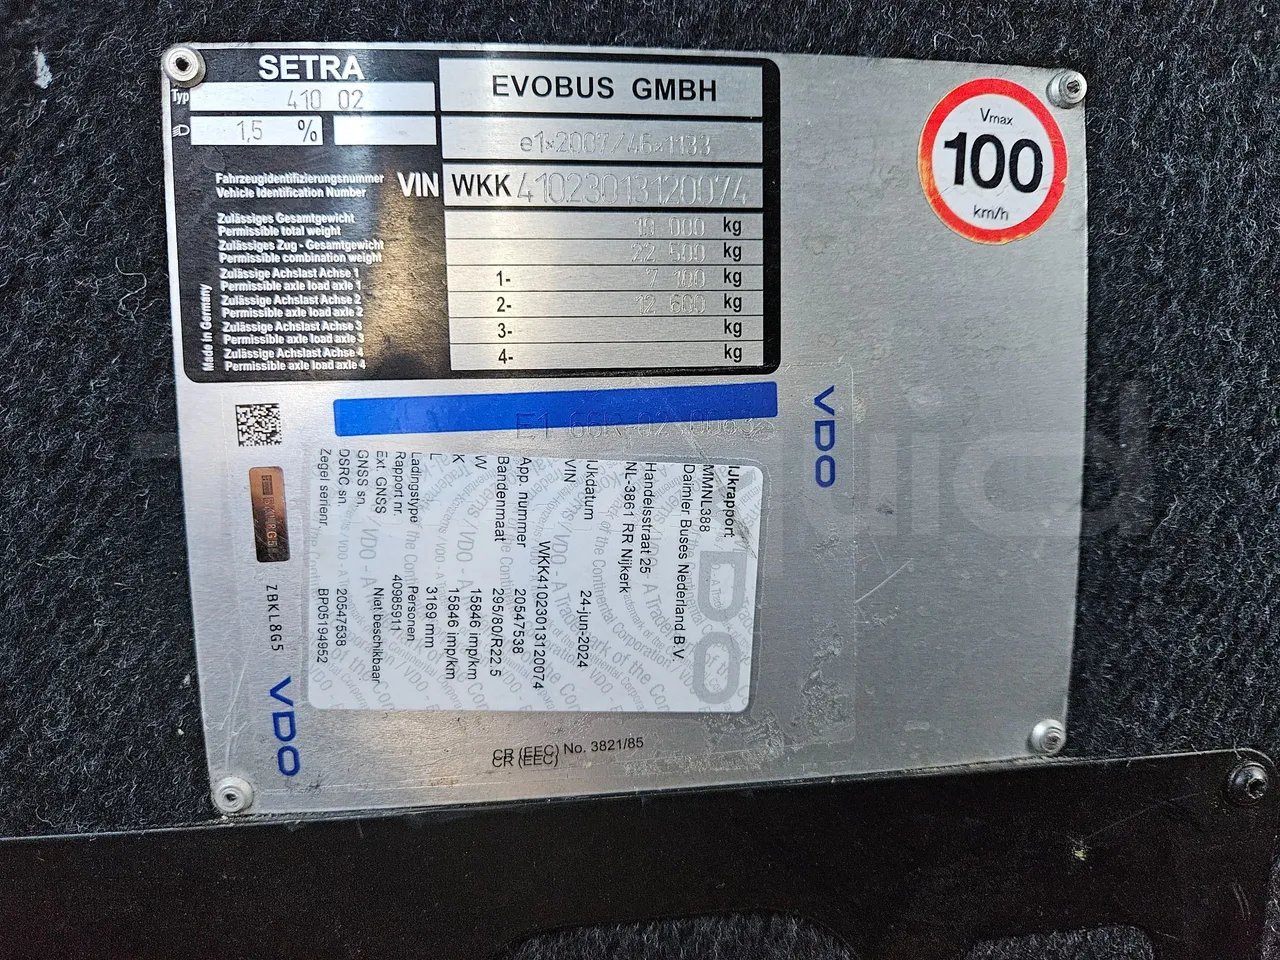 SETRA
Typ 410 02
1,5 %
EVOBUS GMBH
e1*2007/46*1133
Fahrzeugidentifizierungsnummer
Vehicle Identification Number
VIN WKK41023013120074
Zulässiges Gesamtgewicht
Permissible total weight
kg
Zulässiges Zug - Gesamtgewicht
Permissible combination weight
22 500 kg
Zulässige Achslast Achse 1
Permissible axle load axle 1
1- 7 100 kg
Zulässige Achslast Achse 2
Permissible axle load axle 2
2- 12 600 kg
Zulässige Achslast Achse 3
Permissible axle load axle 3
3- kg
Zulässige Achslast Achse 4
Permissible axle load axle 4
4- kg
Made in Germany
Vmax
100
km/h
E1 66R-02
VDO
IJkrapport
MMNL388
Daimler Buses Nederland B.V.
Handelsstraat 25
NL-3861 RR Nijkerk
IJkdatum 24-jun-2024
VIN WKK41023013120074
App. nummer 20547538
Bandenmaat 295/80/R22.5
W 15846 imp/km
K 15846 imp/km
L 3169 mm
Ladingstype Personen
Rapport nr. 40985911
Ext. GNSS Niet beschikbaar
GNSS sn.
DSRC sn. 20547538
Zegel serienr. BP05194952
ZBKL8G5
VDO
CR (EEC) No. 3821/85
CR (EEC)